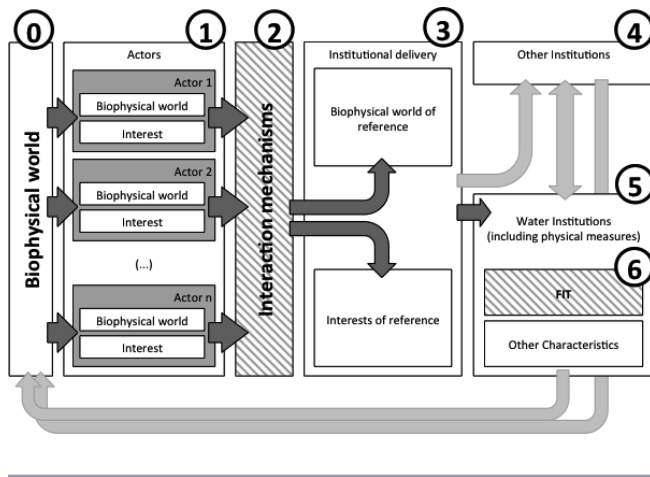 0
1
2
3
4
5
6
Biophysical world
Actors
Actor 1
Biophysical world
Interest
Actor 2
Biophysical world
Interest
(...)
Actor n
Biophysical world
Interest
Interaction mechanisms
Institutional delivery
Biophysical world of
reference
Interests of reference
Other Institutions
Water Institutions
(including physical measures)
FIT
Other Characteristics